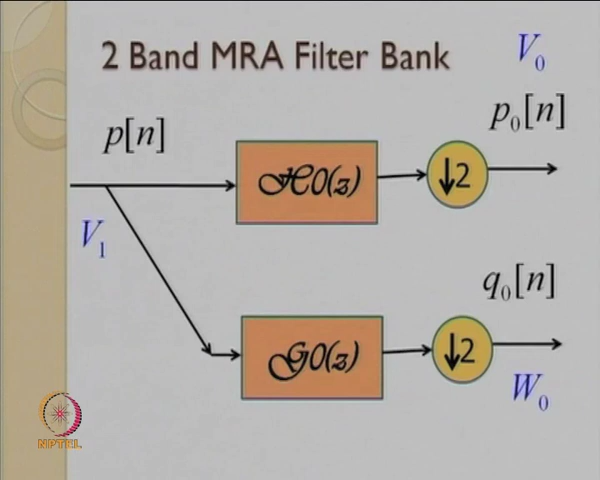 2 Band MRA Filter Bank
V₀
p[n]
p₀[n]
H0(z)
↓2
V₁
q₀[n]
G0(z)
↓2
W₀
NPTEL